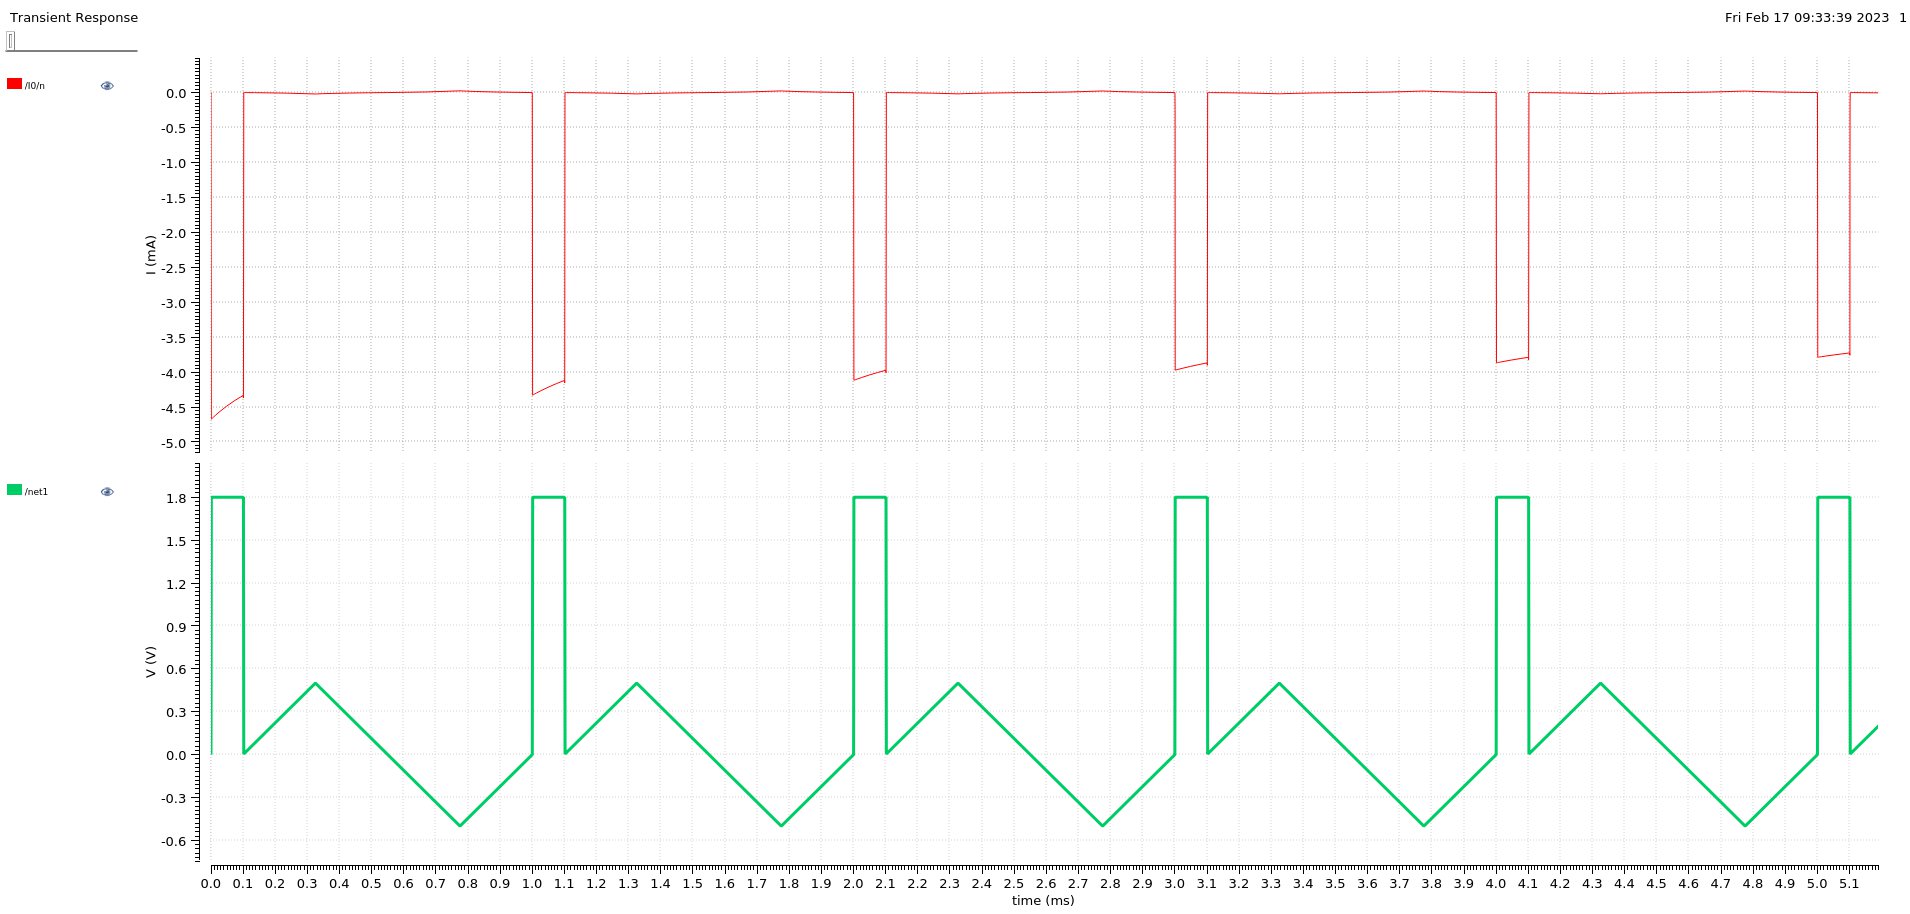 Transient Response
Fri Feb 17 09:33:39 2023 1
/I0/n
0.0
-0.5
-1.0
-1.5
-2.0
-2.5
-3.0
-3.5
-4.0
-4.5
-5.0
I (mA)
/net1
1.8
1.5
1.2
0.9
0.6
0.3
0.0
-0.3
-0.6
V (V)
0.0 0.1 0.2 0.3 0.4 0.5 0.6 0.7 0.8 0.9 1.0 1.1 1.2 1.3 1.4 1.5 1.6 1.7 1.8 1.9 2.0 2.1 2.2 2.3 2.4 2.5 2.6 2.7 2.8 2.9 3.0 3.1 3.2 3.3 3.4 3.5 3.6 3.7 3.8 3.9 4.0 4.1 4.2 4.3 4.4 4.5 4.6 4.7 4.8 4.9 5.0 5.1
time (ms)